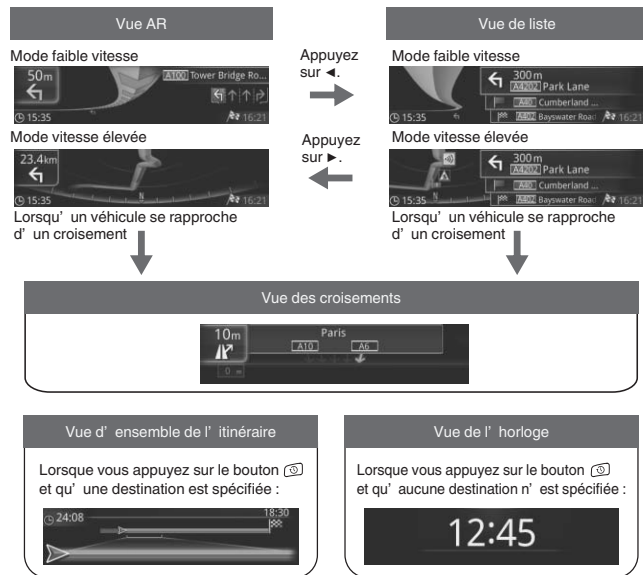 Vue AR
Mode faible vitesse
50m
A100 Tower Bridge Ro...
15:35
16:21
Mode vitesse élevée
23,4km
N
15:35
16:21
Lorsqu' un véhicule se rapproche
d' un croisement
Appuyez
sur ◄.
Appuyez
sur ►.
Vue de liste
Mode faible vitesse
300m
A4202 Park Lane
A40 Cumberland ...
A402 Bayswater Road
15:35
16:21
Mode vitesse élevée
300m
A4202 Park Lane
A40 Cumberland ...
A402 Bayswater Road
N
15:35
16:21
Lorsqu' un véhicule se rapproche
d' un croisement
Vue des croisements
10m
Paris
A10 A6
0 m
Vue d' ensemble de l' itinéraire
Lorsque vous appuyez sur le bouton
et qu' une destination est spécifiée :
24:08
18:30
Vue de l' horloge
Lorsque vous appuyez sur le bouton
et qu' aucune destination n' est spécifiée :
12:45